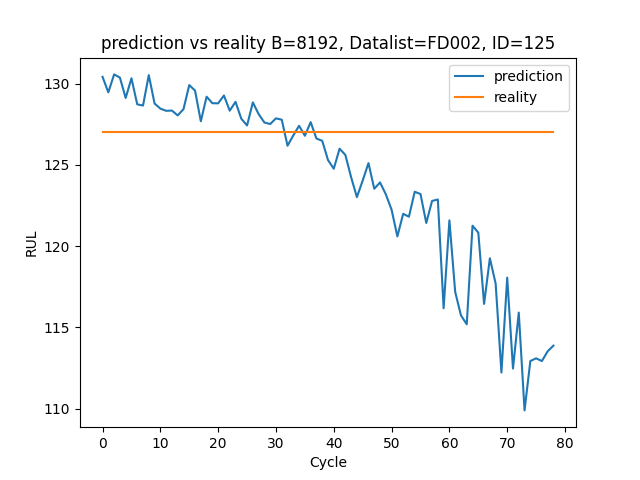 prediction vs reality B=8192, Datalist=FD002, ID=125
prediction
reality
130
125
120
115
110
RUL
0 10 20 30 40 50 60 70 80
Cycle